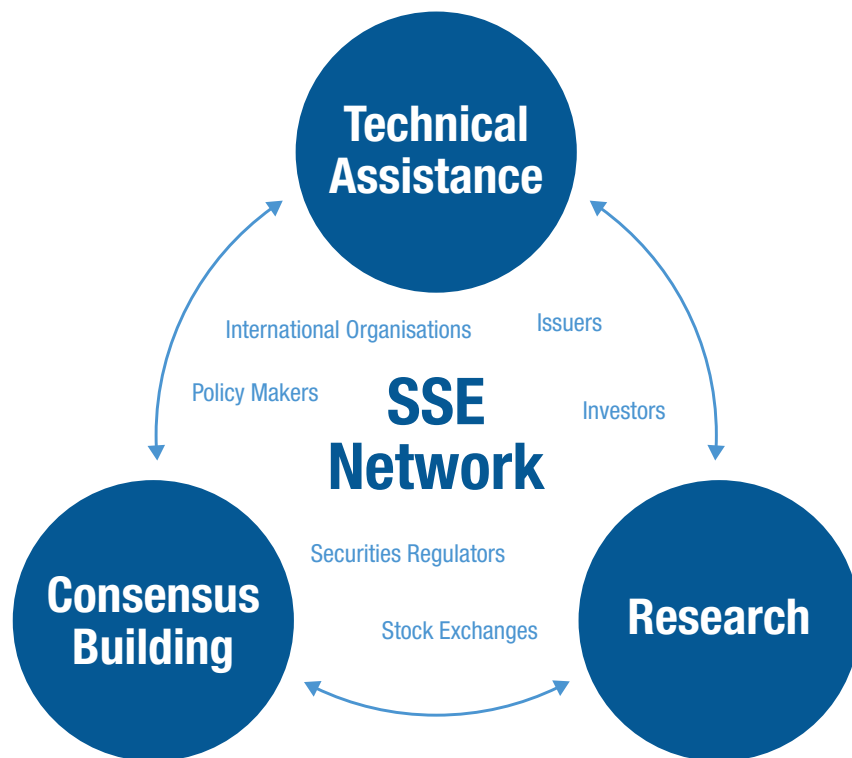 Technical
Assistance
International Organisations
Issuers
Policy Makers
Investors
SSE
Network
Securities Regulators
Stock Exchanges
Consensus
Building
Research